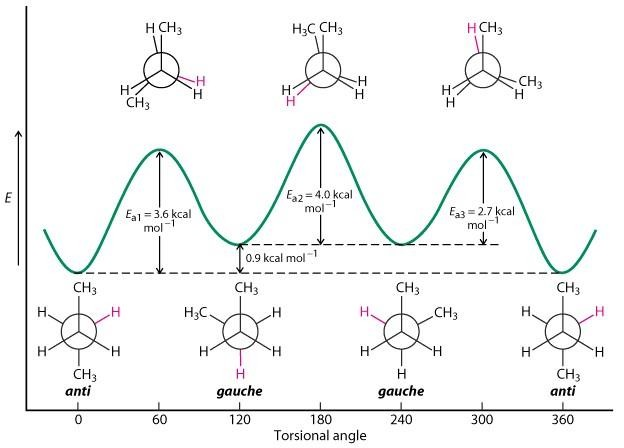 H CH3
H
H
H
CH3
H3C CH3
H
H
H
H
H CH3
CH3
H
H
H
E
Ea1 = 3.6 kcal
mol−1
Ea2 = 4.0 kcal
mol−1
Ea3 = 2.7 kcal
mol−1
0.9 kcal mol−1
CH3
H
H
H
H
CH3
anti
CH3
H3C
H
H
H
H
gauche
CH3
H
CH3
H
H
H
gauche
CH3
H
H
H
H
CH3
anti
0 60 120 180 240 300 360
Torsional angle